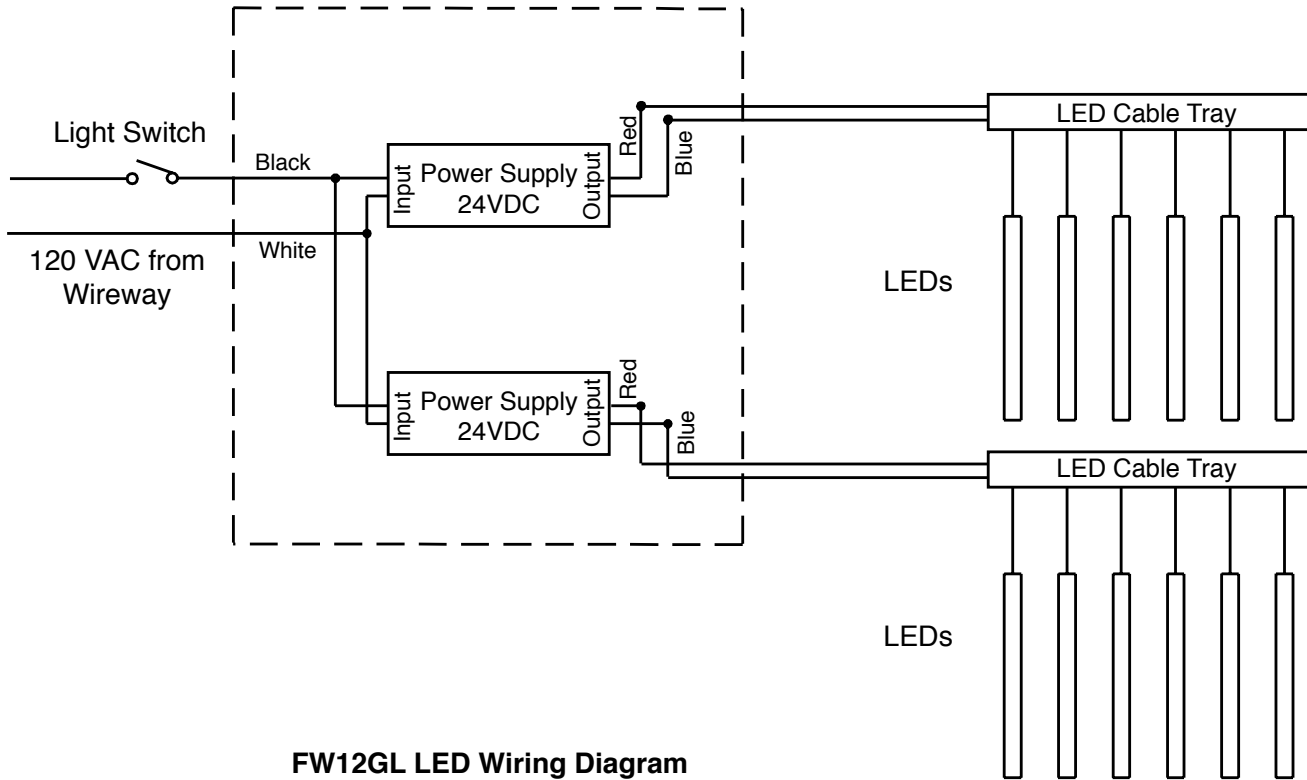 Light Switch
Black
White
120 VAC from
Wireway
Input
Power Supply
24VDC
Output
Red
Blue
LED Cable Tray
LEDs
Input
Power Supply
24VDC
Output
Red
Blue
LED Cable Tray
LEDs
FW12GL LED Wiring Diagram